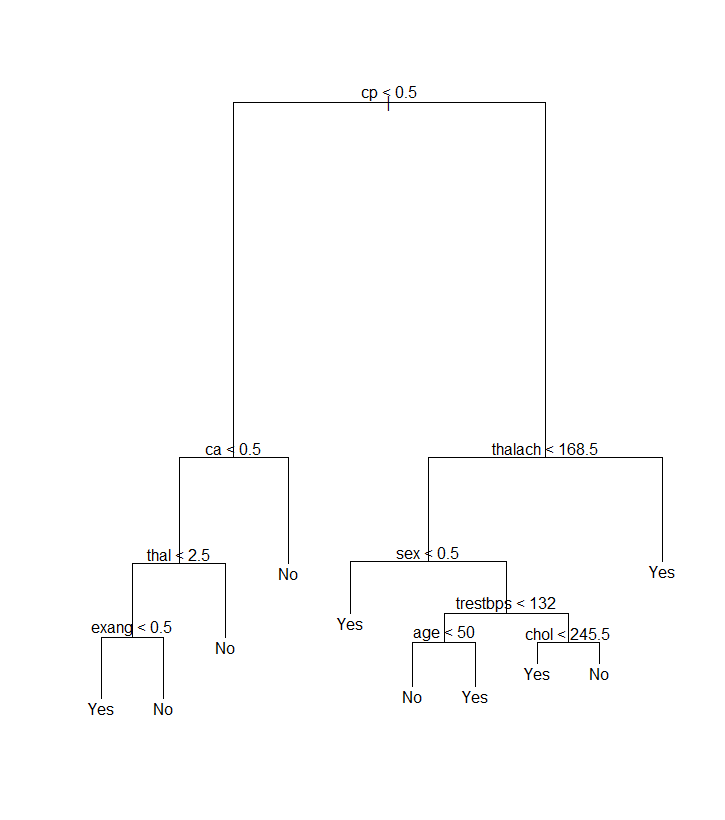 cp < 0.5
ca < 0.5
thalach < 168.5
thal < 2.5
sex < 0.5
No
Yes
trestbps < 132
exang < 0.5
Yes
age < 50
chol < 245.5
No
Yes
No
No
Yes
Yes
No